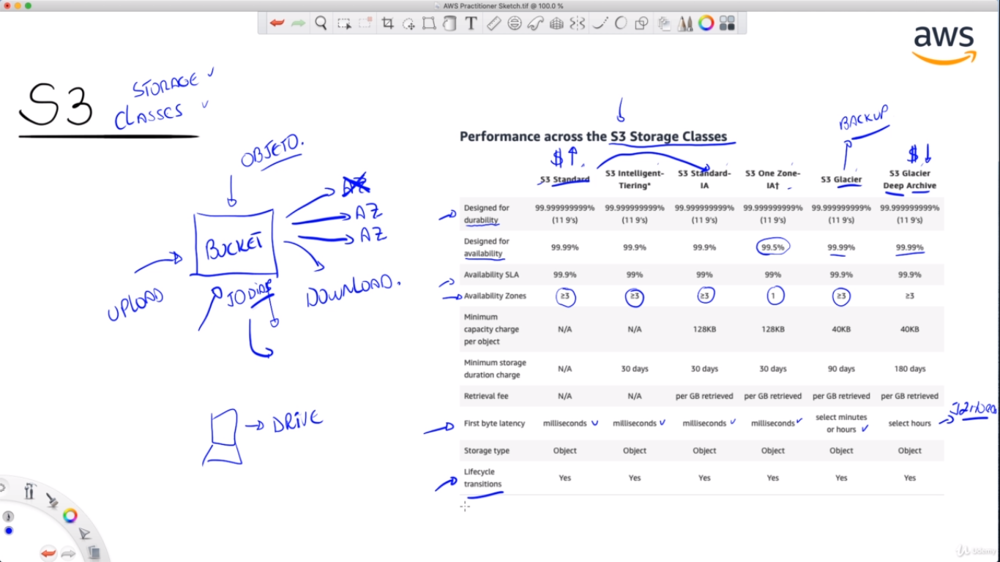 AWS Practitioner Sketch.tif @ 100.0 %
aws
S3
STORAGE
CLASSES
OBJETO.
BUCKET
AZ
AZ
AZ
UPLOAD
DOWNLOAD.
DRIVE
BACKUP
$
$
Performance across the S3 Storage Classes
S3 Standard S3 Intelligent-Tiering* S3 Standard-IA S3 One Zone-IA† S3 Glacier S3 Glacier Deep Archive
Designed for durability 99.999999999% (11 9's) 99.999999999% (11 9's) 99.999999999% (11 9's) 99.999999999% (11 9's) 99.999999999% (11 9's) 99.999999999% (11 9's)
Designed for availability 99.99% 99.9% 99.9% 99.5% 99.99% 99.99%
Availability SLA 99.9% 99% 99% 99% 99.9% 99.9%
Availability Zones ≥3 ≥3 ≥3 1 ≥3 ≥3
Minimum capacity charge per object N/A N/A 128KB 128KB 40KB 40KB
Minimum storage duration charge N/A 30 days 30 days 30 days 90 days 180 days
Retrieval fee N/A N/A per GB retrieved per GB retrieved per GB retrieved per GB retrieved
First byte latency milliseconds milliseconds milliseconds milliseconds select minutes or hours select hours
Storage type Object Object Object Object Object Object
Lifecycle transitions Yes Yes Yes Yes Yes Yes
Udemy